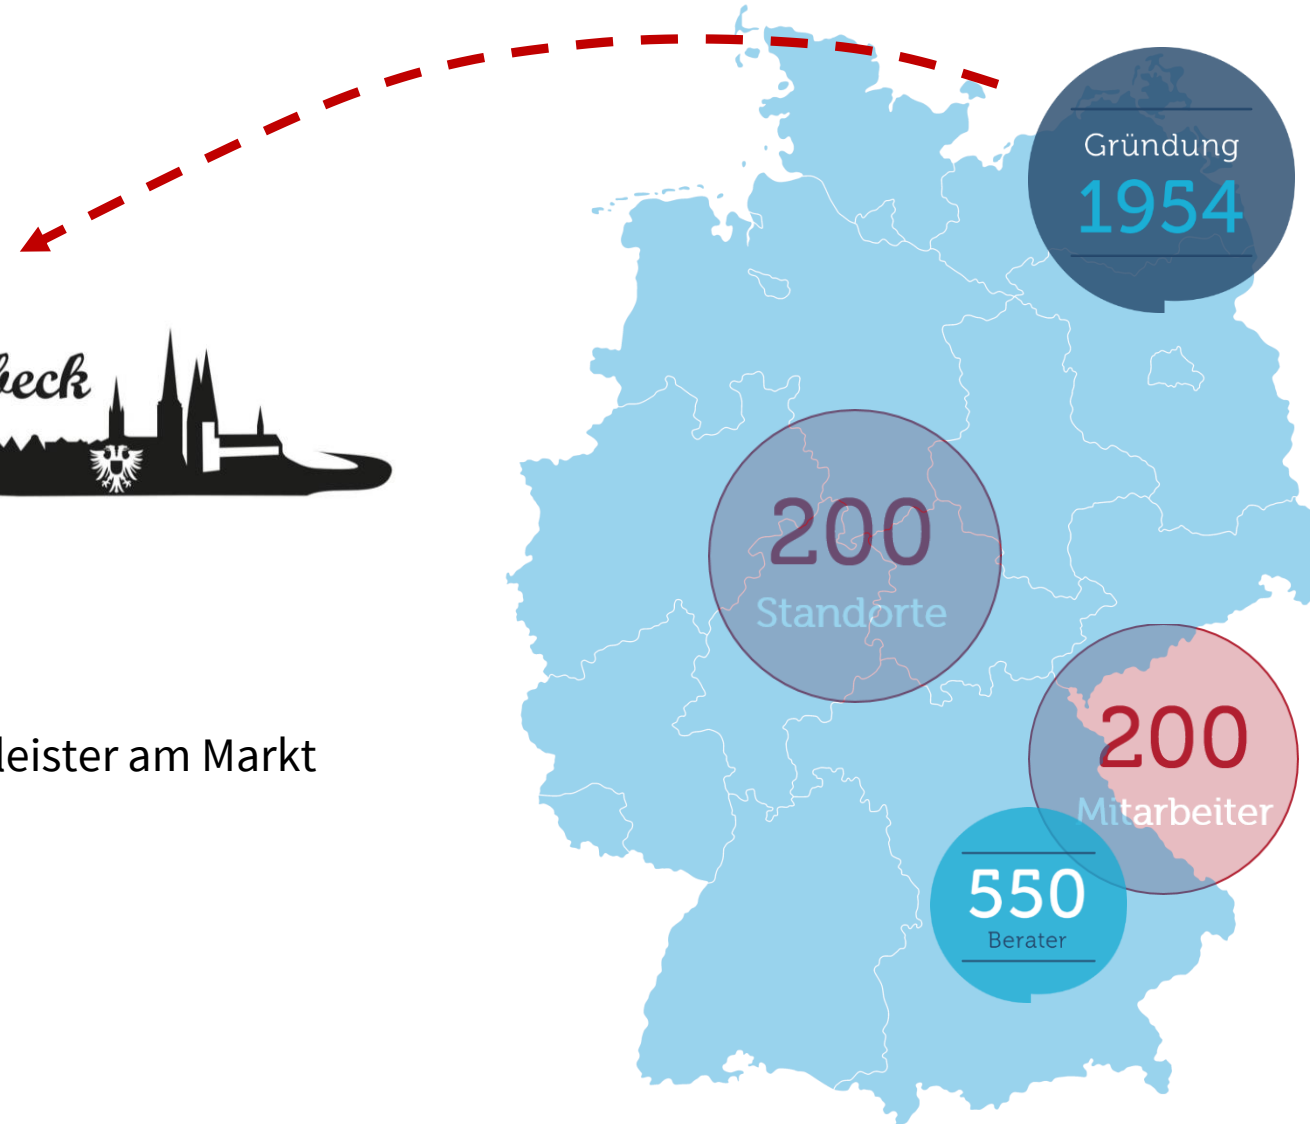 beck
leister am Markt
Gründung
1954
200
Standorte
200
Mitarbeiter
550
Berater